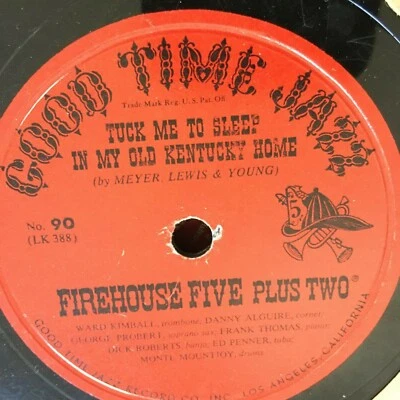 GOOD TIME JAZZ
Trade Mark Reg. U.S. Pat. Off.
TUCK ME TO SLEEP
IN MY OLD KENTUCKY HOME
(by MEYER, LEWIS & YOUNG)
No. 90
(LK 388)
5
FIREHOUSE FIVE PLUS TWO®
WARD KIMBALL, trombone; DANNY ALGUIRE, cornet;
GEORGE PROBERT, soprano sax; FRANK THOMAS, piano;
DICK ROBERTS, banjo; ED PENNER, tuba;
MONTE MOUNTJOY, drums
GOOD TIME JAZZ RECORD CO., INC., LOS ANGELES, CALIFORNIA